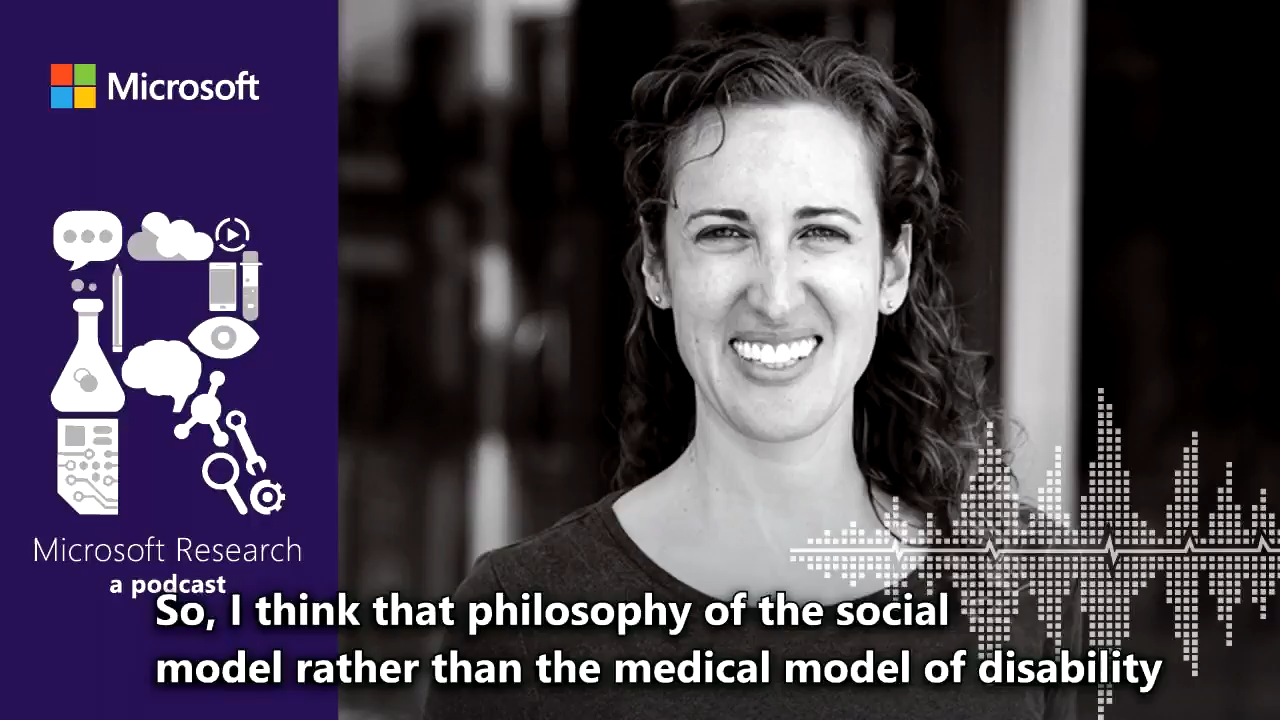 Microsoft
Microsoft Research
a podcast
So, I think that philosophy of the social
model rather than the medical model of disability